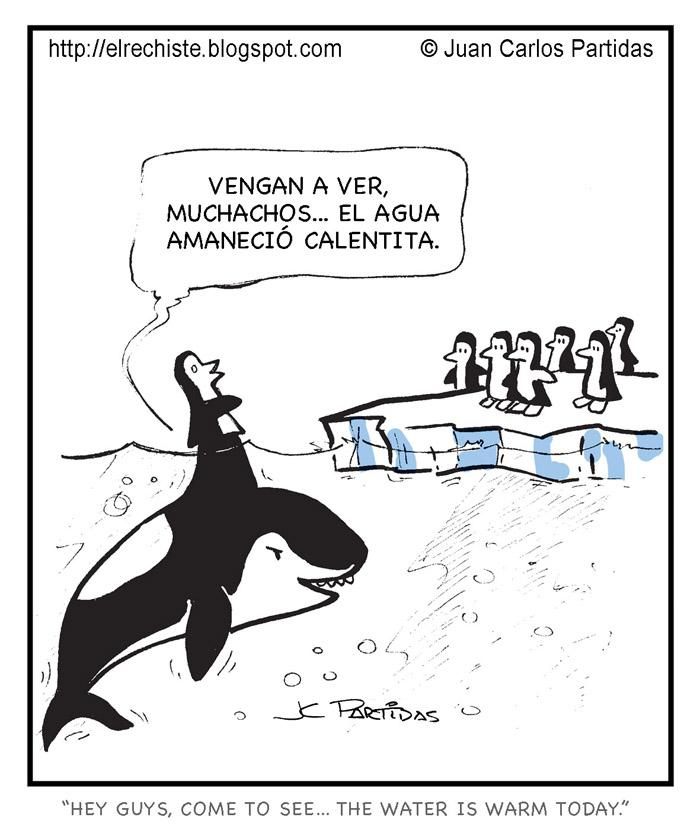 http://elrechiste.blogspot.com © Juan Carlos Partidas
VENGAN A VER,
MUCHACHOS... EL AGUA
AMANECIÓ CALENTITA.
JC PARTIDAS
"HEY GUYS, COME TO SEE... THE WATER IS WARM TODAY."